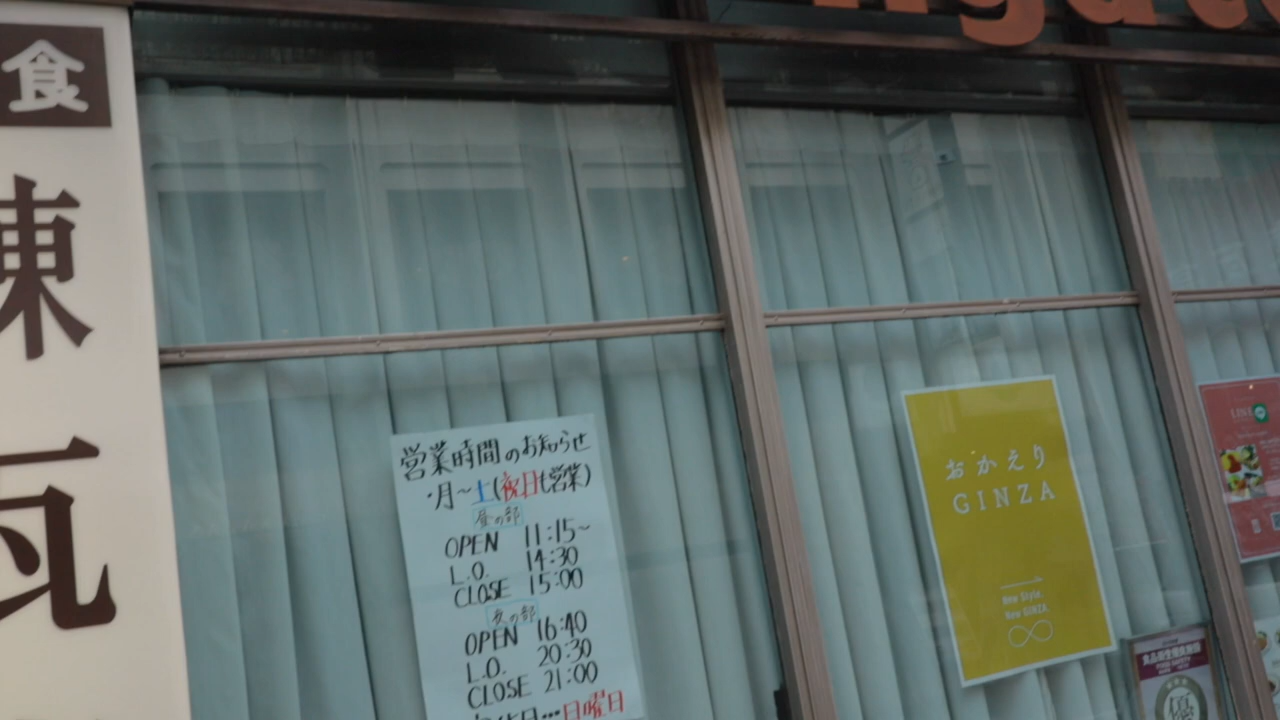 食
煉
瓦
営業時間のお知らせ
・月～土(祝日も営業)
昼の部
OPEN 11:15～
L.O. 14:30
CLOSE 15:00
夜の部
OPEN 16:40
L.O. 20:30
CLOSE 21:00
日曜日
おかえり
GINZA
New Style.
New GINZA.
LINE